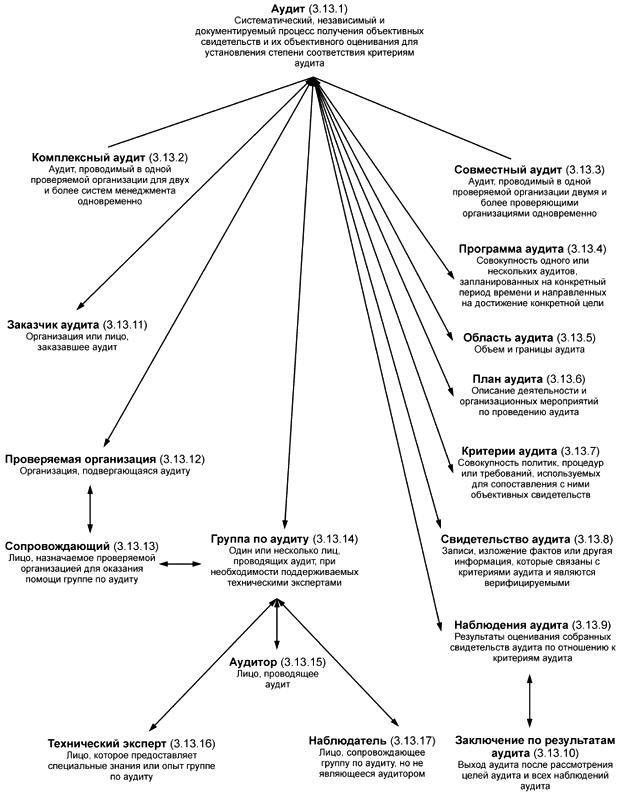 Аудит (3.13.1)
Систематический, независимый и
документируемый процесс получения объективных
свидетельств и их объективного оценивания для
установления степени соответствия критериям
аудита
Комплексный аудит (3.13.2)
Аудит, проводимый в одной
проверяемой организации для двух
и более систем менеджмента
одновременно
Совместный аудит (3.13.3)
Аудит, проводимый в одной
проверяемой организации двумя и
более проверяющими
организациями одновременно
Программа аудита (3.13.4)
Совокупность одного или
нескольких аудитов,
запланированных на конкретный
период времени и направленных
на достижение конкретной цели
Заказчик аудита (3.13.11)
Организация или лицо,
заказавшее аудит
Область аудита (3.13.5)
Объем и границы аудита
План аудита (3.13.6)
Описание деятельности и
организационных мероприятий
по проведению аудита
Проверяемая организация (3.13.12)
Организация, подвергающаяся аудиту
Критерии аудита (3.13.7)
Совокупность политик, процедур
или требований, используемых
для сопоставления с ними
объективных свидетельств
Сопровождающий (3.13.13)
Лицо, назначаемое проверяемой
организацией для оказания
помощи группе по аудиту
Группа по аудиту (3.13.14)
Один или несколько лиц,
проводящих аудит, при
необходимости поддерживаемых
техническими экспертами
Свидетельство аудита (3.13.8)
Записи, изложение фактов или другая
информация, которые связаны с
критериями аудита и являются
верифицируемыми
Наблюдения аудита (3.13.9)
Результаты оценивания собранных
свидетельств аудита по отношению к
критериям аудита
Аудитор (3.13.15)
Лицо, проводящее
аудит
Технический эксперт (3.13.16)
Лицо, которое предоставляет
специальные знания или опыт группе
по аудиту
Наблюдатель (3.13.17)
Лицо, сопровождающее
группу по аудиту, но не
являющееся аудитором
Заключение по результатам
аудита (3.13.10)
Выход аудита после рассмотрения
целей аудита и всех наблюдений
аудита